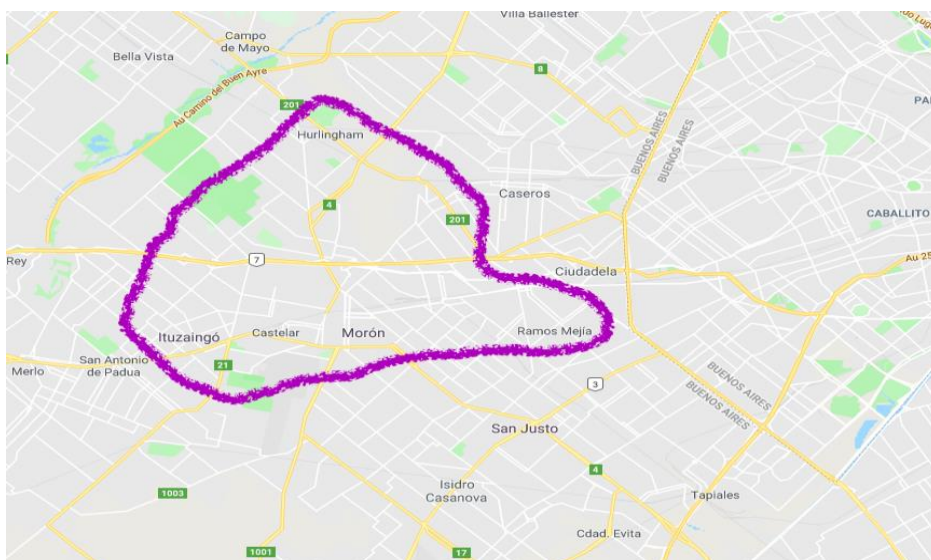 Villa Ballester
Campo
de Mayo
Bella Vista
Au Camino del Buen Ayre
8
201
Hurlingham
BUENOS AIRES
BUENOS AIRES
Caseros
4
201
CABALLITO
Rey
7
Ciudadela
Au 25
Ituzaingó
Castelar
Morón
Ramos Mejía
San Antonio
de Padua
Merlo
21
3
BUENOS AIRES
BUENOS AIRES
San Justo
4
Isidro
Casanova
1003
Tapiales
Cdad. Evita
1001
17